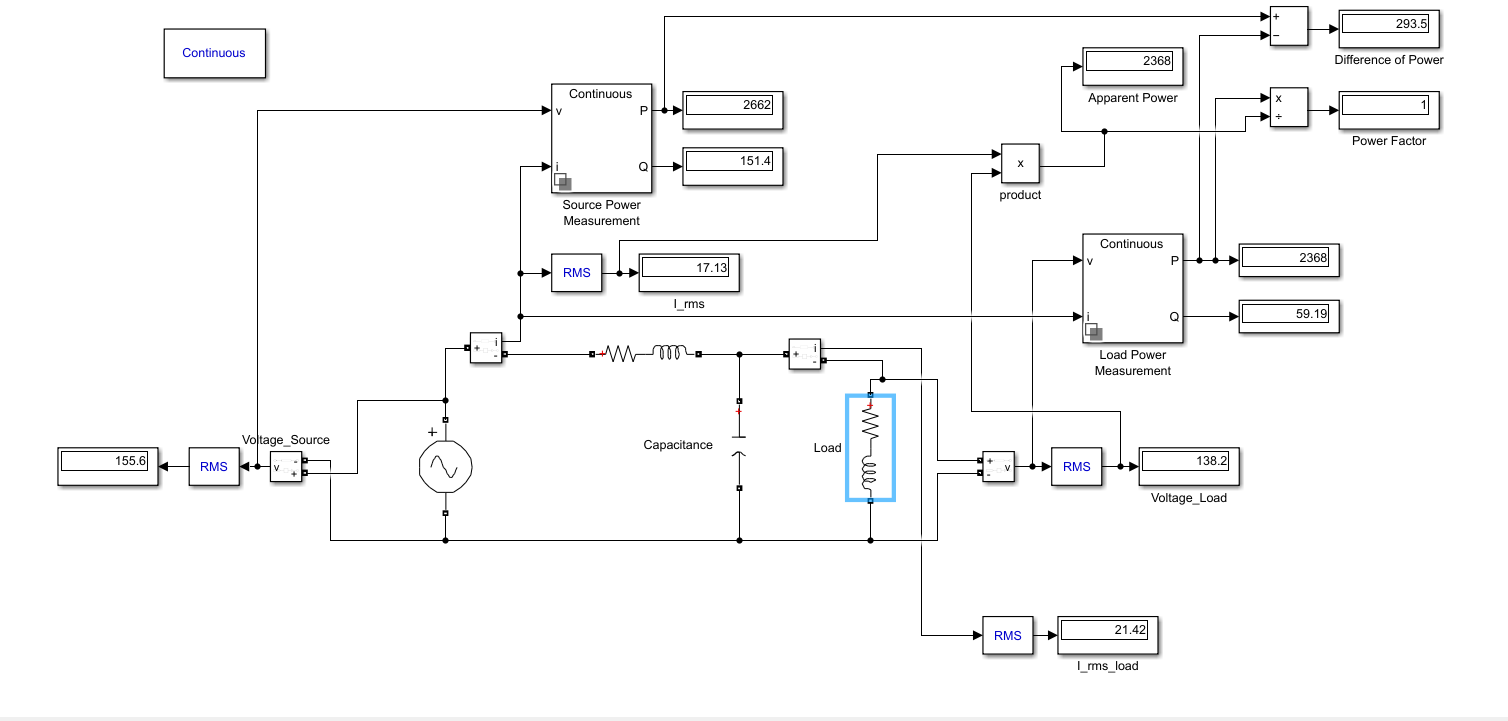 293.5
+
−
Difference of Power
Continuous
2368
Apparent Power
Continuous
v
P
2662
x
÷
1
Power Factor
i
Q
151.4
x
product
Source Power
Measurement
Continuous
v
P
2368
RMS
17.13
I_rms
i
Q
59.19
Load Power
Measurement
+
i
-
+
+
i
-
+
+
Voltage_Source
+
Capacitance
Load
155.6
RMS
v
-
+
+
-
v
RMS
138.2
Voltage_Load
RMS
21.42
I_rms_load